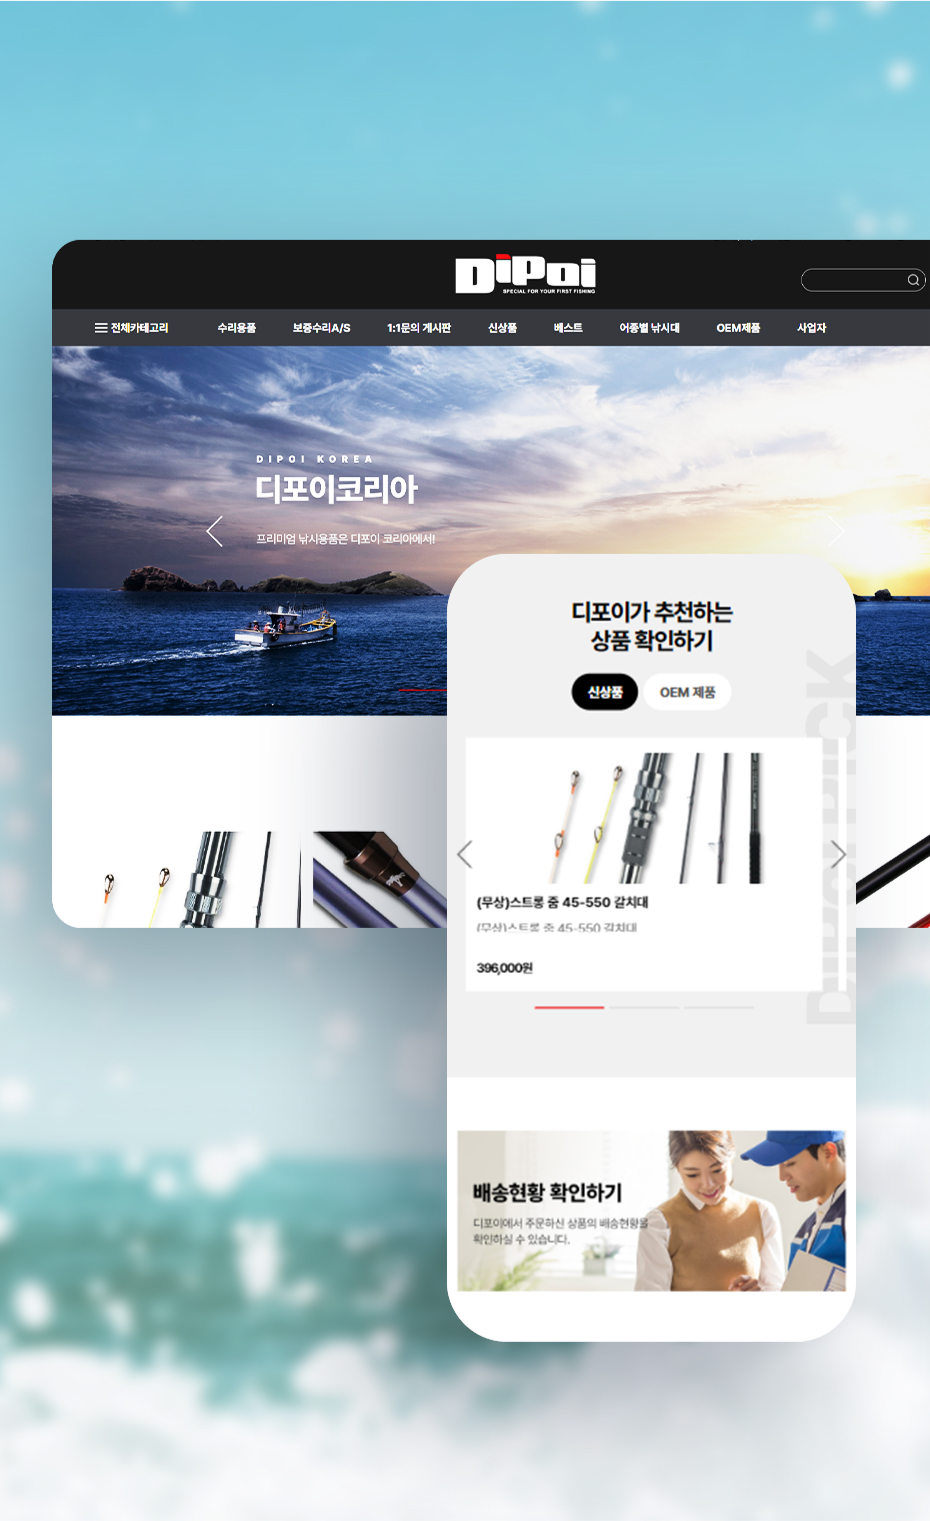 DiPoi
SPECIAL FOR YOUR FIRST FISHING
전체카테고리 수리용품 보증수리A/S 1:1문의 게시판 신상품 베스트 어종별 낚시대 OEM제품 사업자
DIPOI KOREA
디포이코리아
프리미엄 낚시용품은 디포이 코리아에서!
디포이가 추천하는
상품 확인하기
신상품 OEM 제품
DIPOI PICK
(무상)스트롱 줌 45-550 갈치대
(무상)스트롱 줌 45-550 갈치대
396,000원
배송현황 확인하기
디포이에서 주문하신 상품의 배송현황을
확인하실 수 있습니다.